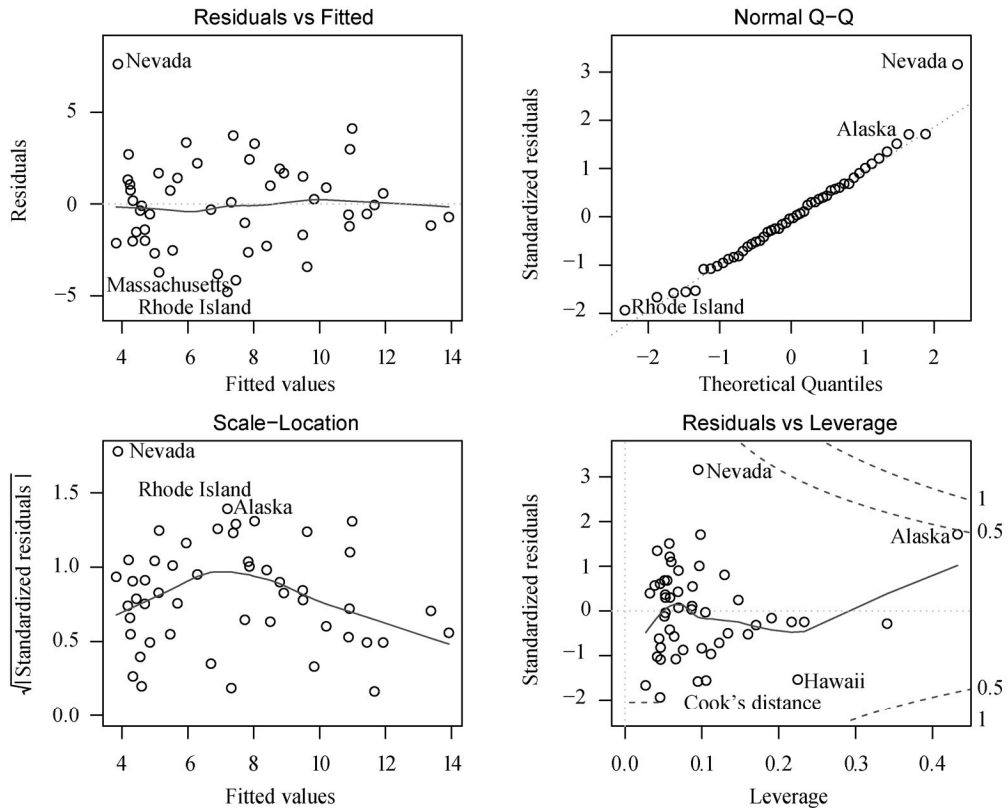 Residuals vs Fitted
Residuals
5
0
−5
Nevada
Massachusetts
Rhode Island
4 6 8 10 12 14
Fitted values
Normal Q−Q
Standardized residuals
3
2
1
0
−1
−2
Nevada
Alaska
Rhode Island
−2 −1 0 1 2
Theoretical Quantiles
Scale−Location
√|Standardized residuals|
1.5
1.0
0.5
0.0
Nevada
Rhode Island
Alaska
4 6 8 10 12 14
Fitted values
Residuals vs Leverage
Standardized residuals
3
2
1
0
−1
−2
Nevada
Alaska
Hawaii
Cook's distance
1
0.5
0.5
1
0.0 0.1 0.2 0.3 0.4
Leverage